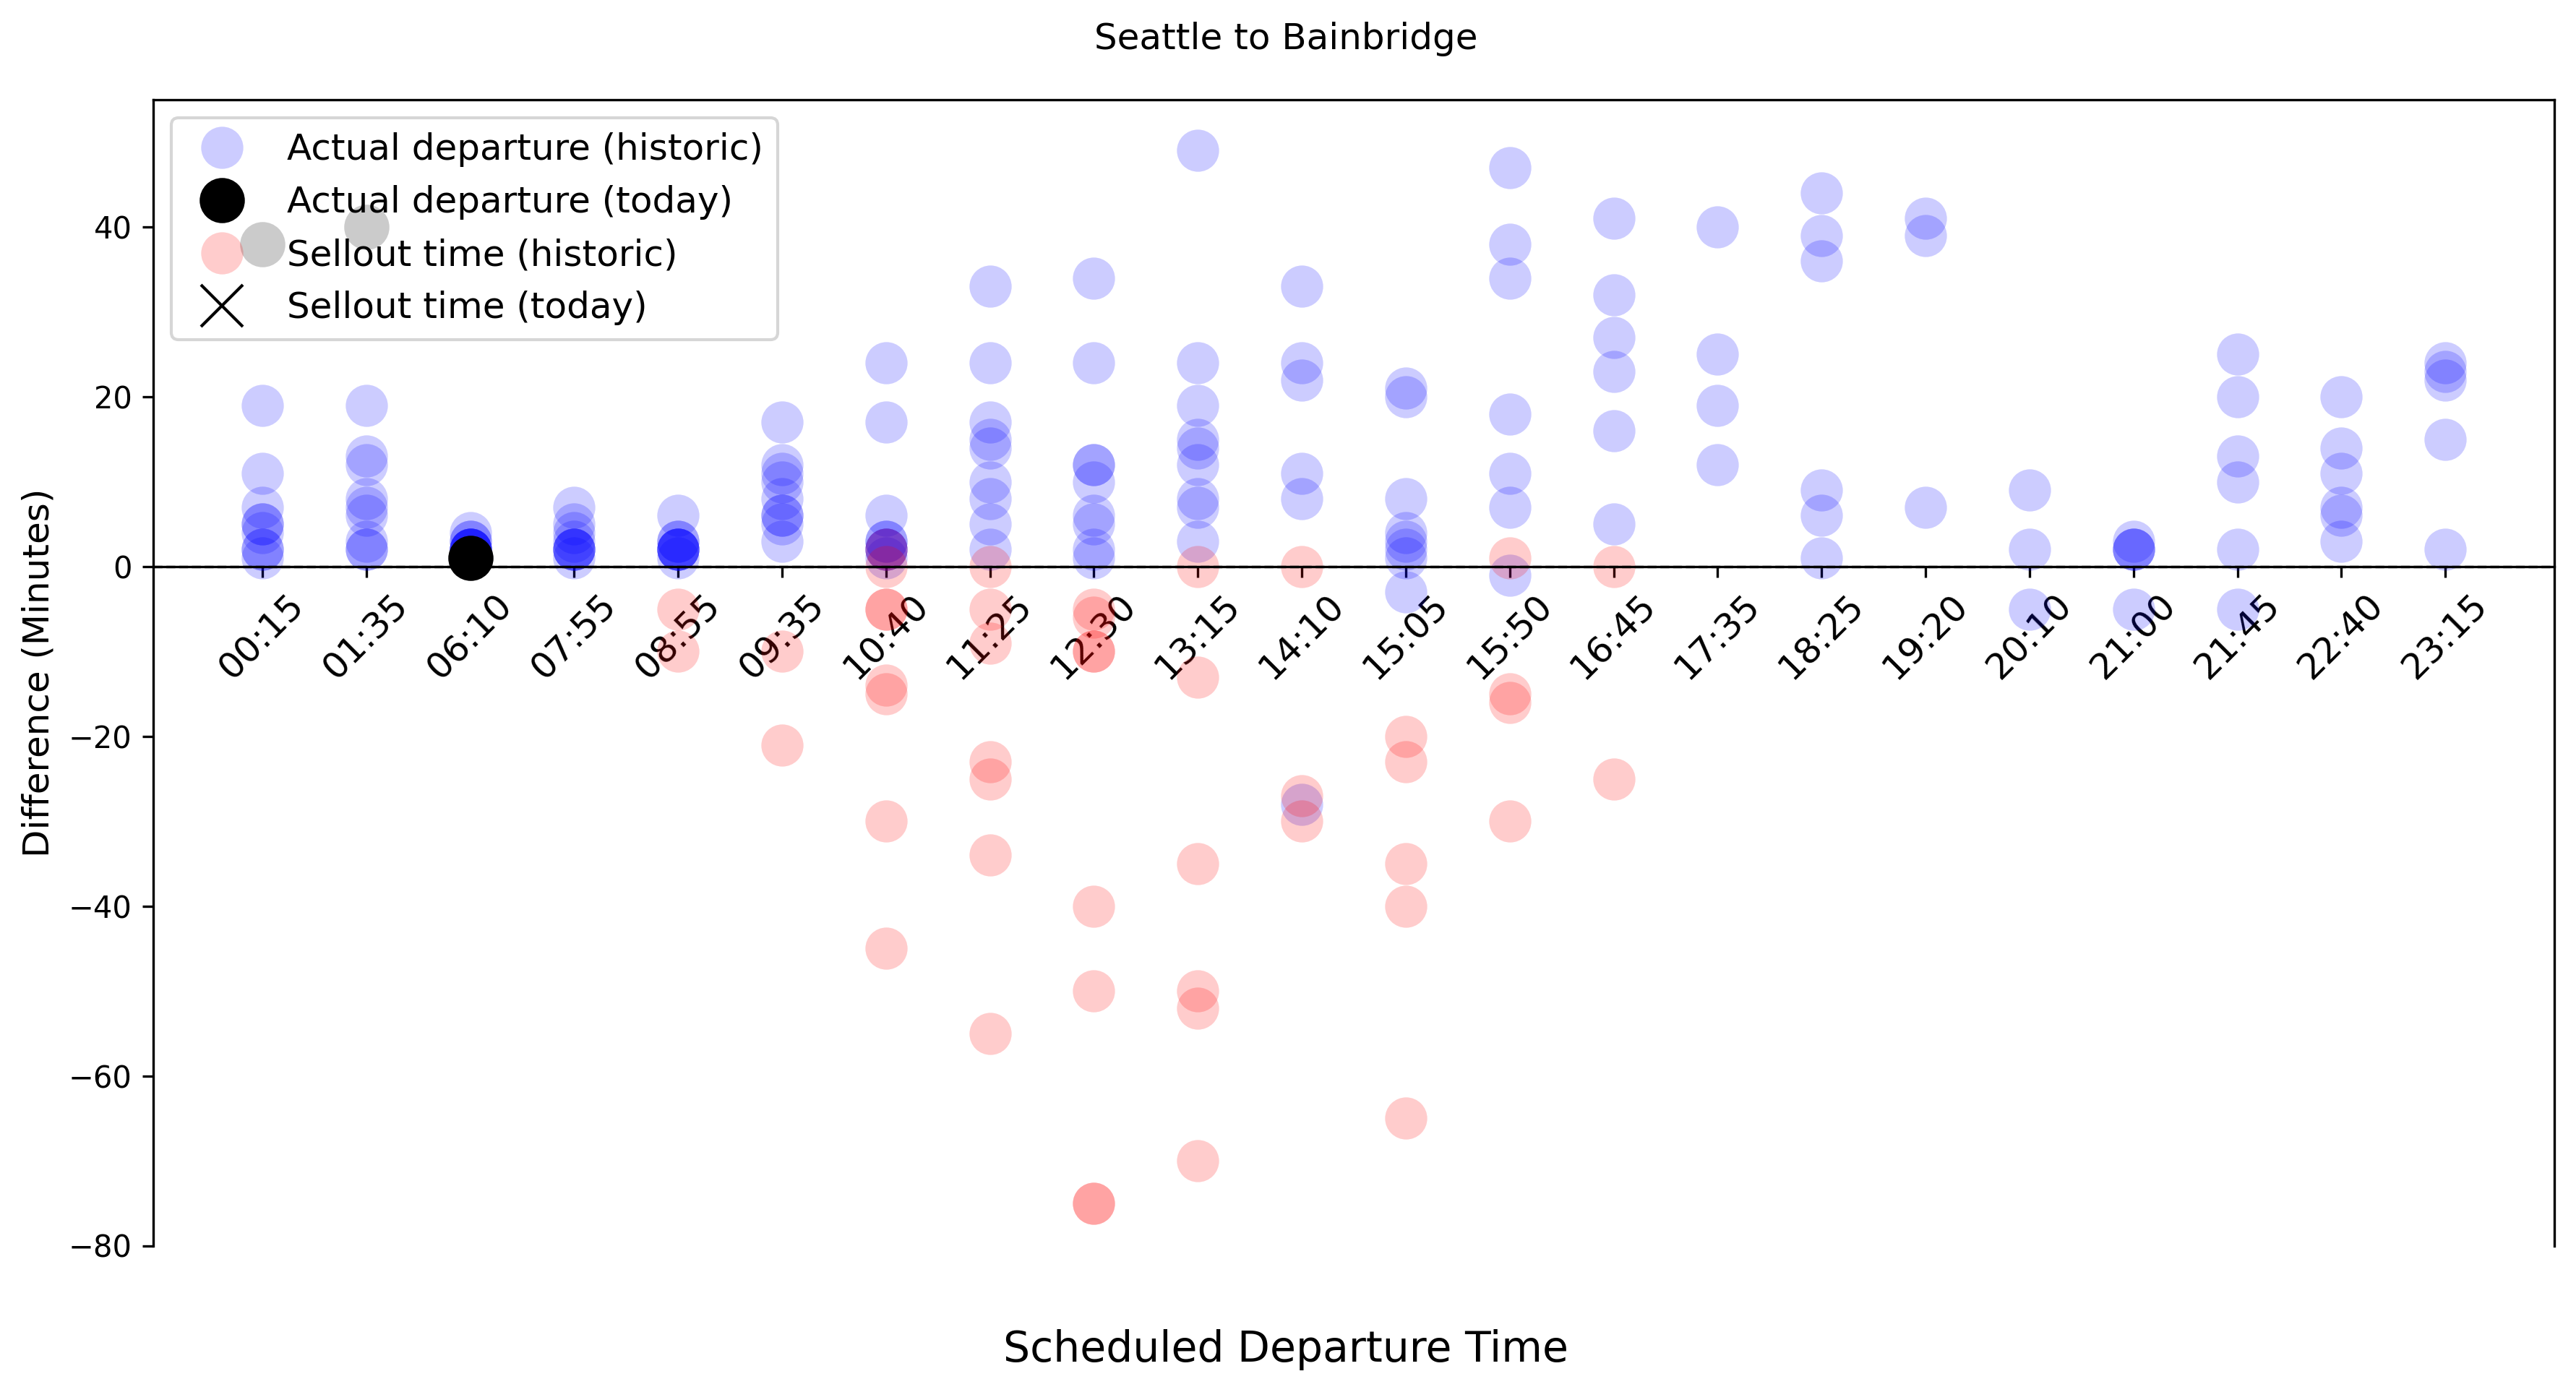 Seattle to Bainbridge
Actual departure (historic)
Actual departure (today)
Sellout time (historic)
Sellout time (today)
Difference (Minutes)
40
20
0
−20
−40
−60
−80
00:15 01:35 06:10 07:55 08:55 09:35 10:40 11:25 12:30 13:15 14:10 15:05 15:50 16:45 17:35 18:25 19:20 20:10 21:00 21:45 22:40 23:15
Scheduled Departure Time